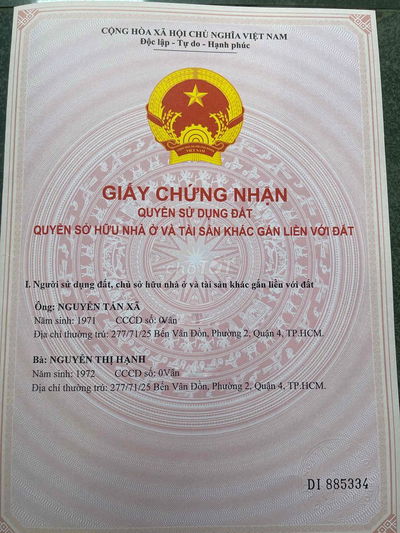 CỘNG HÒA XÃ HỘI CHỦ NGHĨA VIỆT NAM
Độc lập - Tự do - Hạnh phúc
GIẤY CHỨNG NHẬN
QUYỀN SỬ DỤNG ĐẤT
QUYỀN SỞ HỮU NHÀ Ở VÀ TÀI SẢN KHÁC GẮN LIỀN VỚI ĐẤT
I. Người sử dụng đất, chủ sở hữu nhà ở và tài sản khác gắn liền với đất
Ông: NGUYỄN TẤN XÃ
Năm sinh: 1971 CCCD số: 0Vân
Địa chỉ thường trú: 277/71/25 Bến Vân Đồn, Phường 2, Quận 4, TP.HCM.
Bà: NGUYỄN THỊ HẠNH
Năm sinh: 1972 CCCD số: 0Vân
Địa chỉ thường trú: 277/71/25 Bến Vân Đồn, Phường 2, Quận 4, TP.HCM.
DI 885334